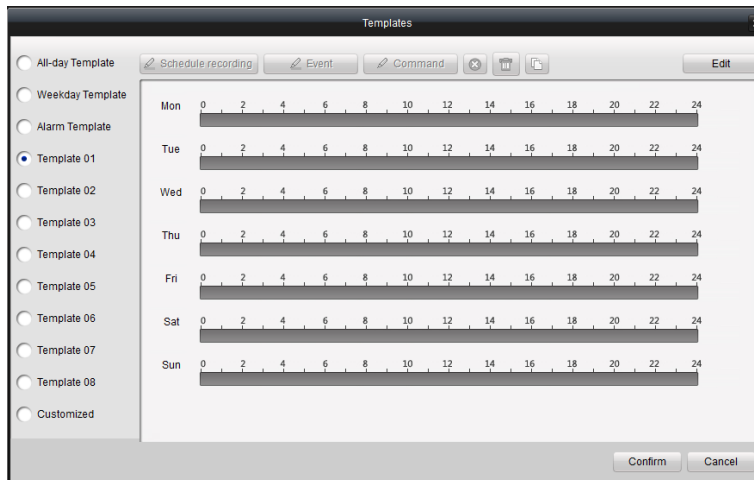 Templates
All-day Template
Schedule recording Event Command Edit
Weekday Template
Alarm Template
Template 01
Template 02
Template 03
Template 04
Template 05
Template 06
Template 07
Template 08
Customized
Mon 0 2 4 6 8 10 12 14 16 18 20 22 24
Tue 0 2 4 6 8 10 12 14 16 18 20 22 24
Wed 0 2 4 6 8 10 12 14 16 18 20 22 24
Thu 0 2 4 6 8 10 12 14 16 18 20 22 24
Fri 0 2 4 6 8 10 12 14 16 18 20 22 24
Sat 0 2 4 6 8 10 12 14 16 18 20 22 24
Sun 0 2 4 6 8 10 12 14 16 18 20 22 24
Confirm Cancel